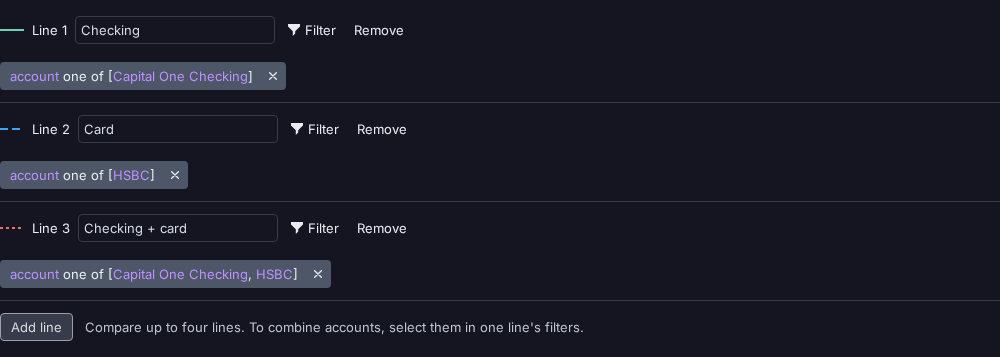 Line 1 Checking Filter Remove
account one of [Capital One Checking] ×
Line 2 Card Filter Remove
account one of [HSBC] ×
Line 3 Checking + card Filter Remove
account one of [Capital One Checking, HSBC] ×
Add line Compare up to four lines. To combine accounts, select them in one line's filters.